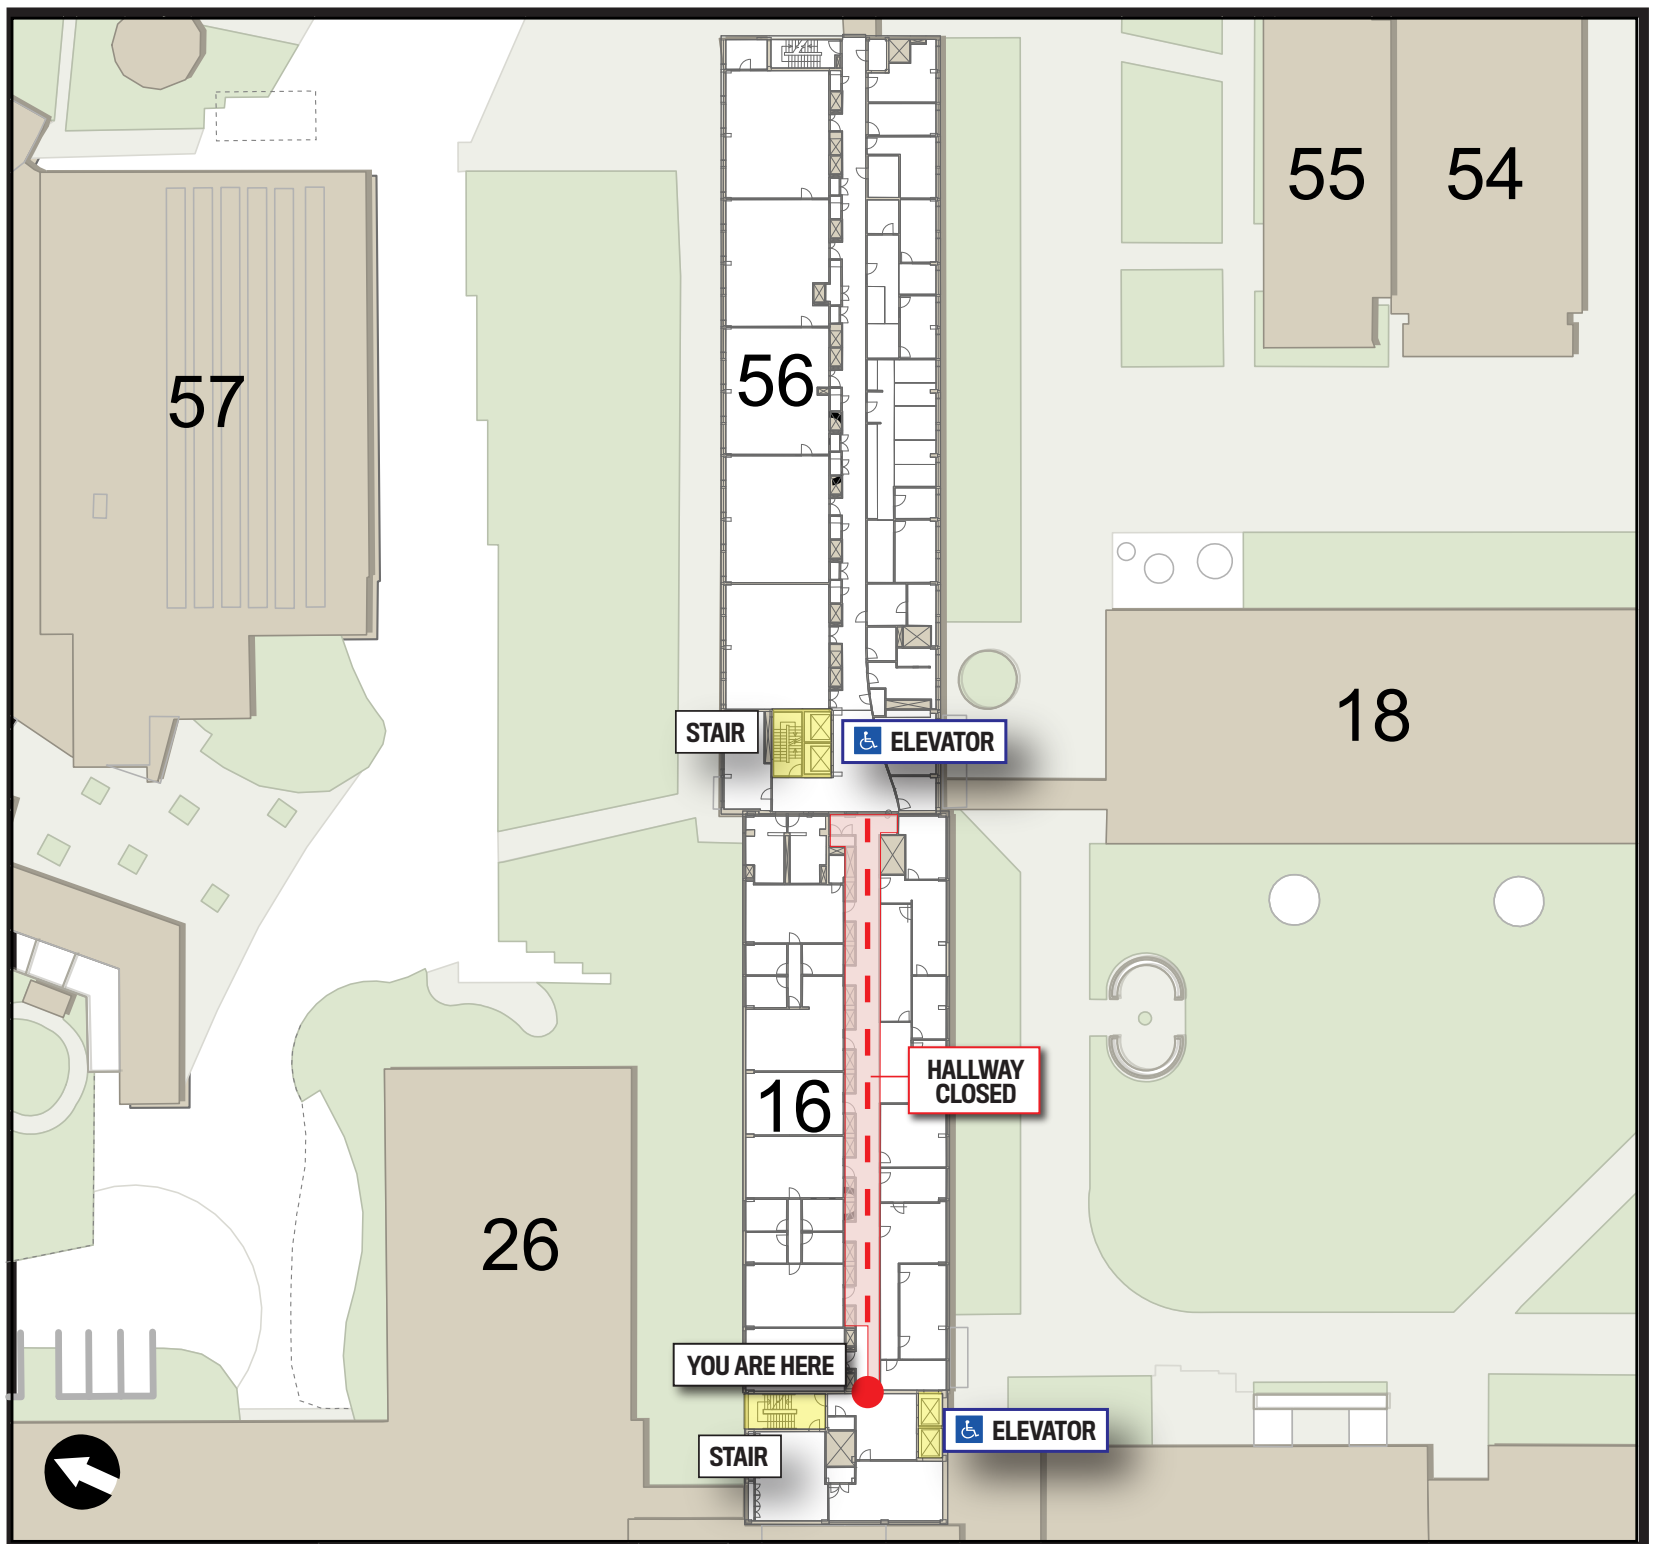 55
54
57
56
18
STAIR
ELEVATOR
HALLWAY
CLOSED
16
26
YOU ARE HERE
ELEVATOR
STAIR